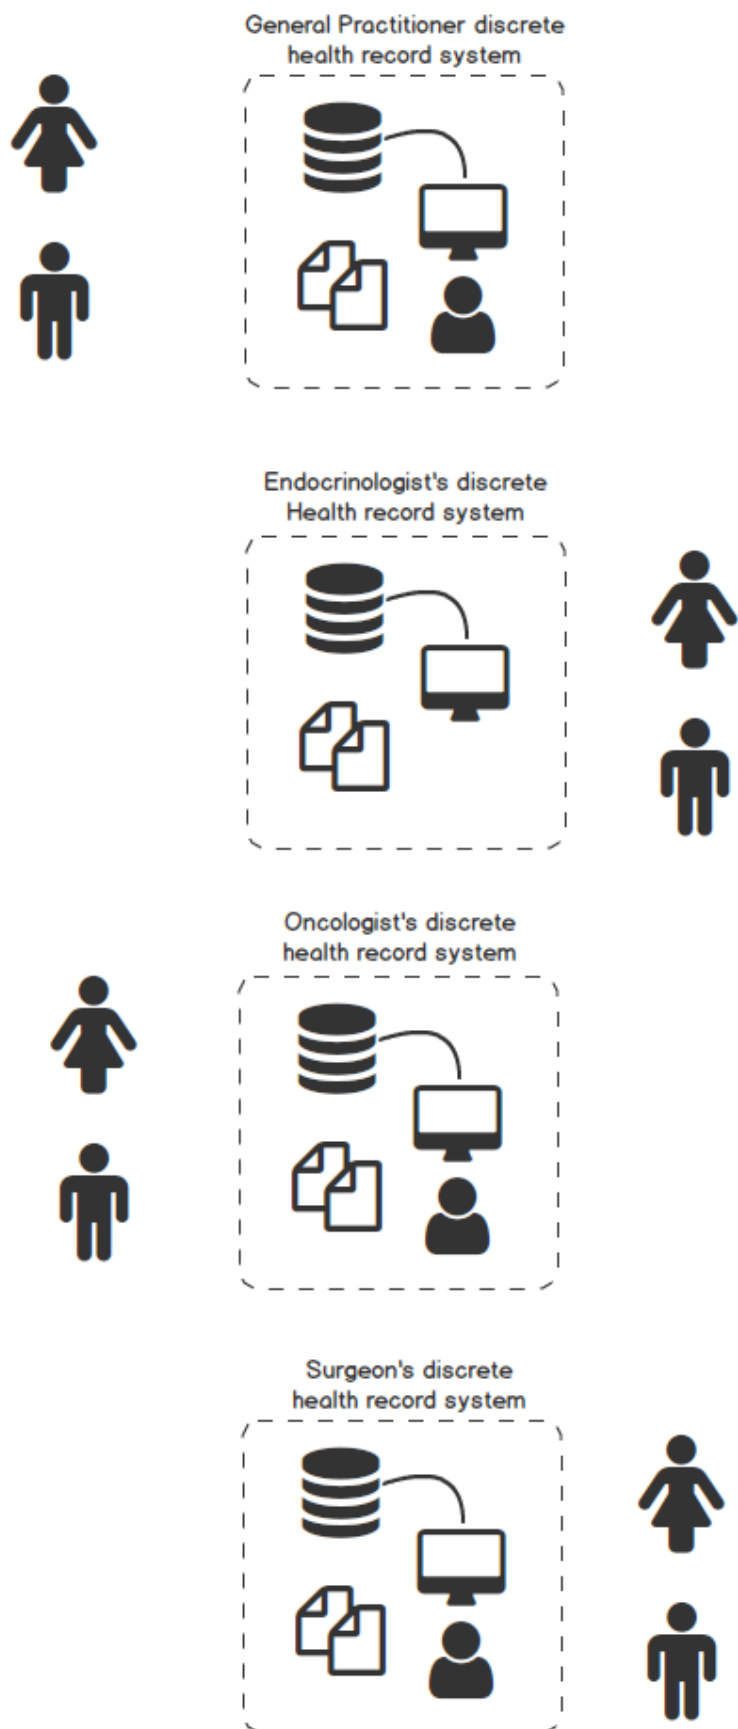 General Practitioner discrete
health record system
Endocrinologist's discrete
Health record system
Oncologist's discrete
health record system
Surgeon's discrete
health record system